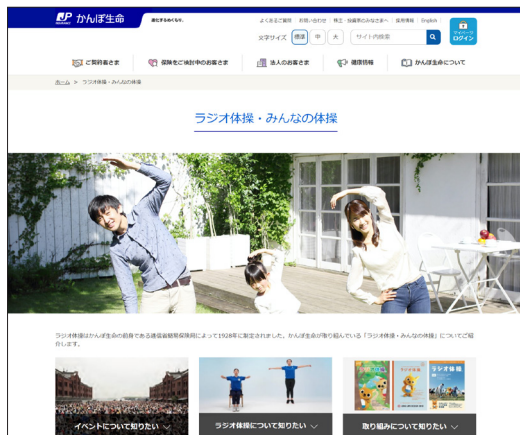 かんぽ生命
よくあるご質問 お問い合わせ 株主・投資家のみなさまへ 採用情報 English
文字サイズ 標準 中 大 サイト内検索
マイページ
ログイン
ご契約者さま 保険をご検討中のお客さま 法人のお客さま 健康情報 かんぽ生命について
ホーム > ラジオ体操・みんなの体操
ラジオ体操・みんなの体操
ラジオ体操はかんぽ生命の前身である逓信省簡易保険局によって1928年に制定されました。かんぽ生命が取り組んでいる「ラジオ体操・みんなの体操」についてご紹
介します。
イベントについて知りたい
ラジオ体操について知りたい
ラジオ体操
取り組みについて知りたい